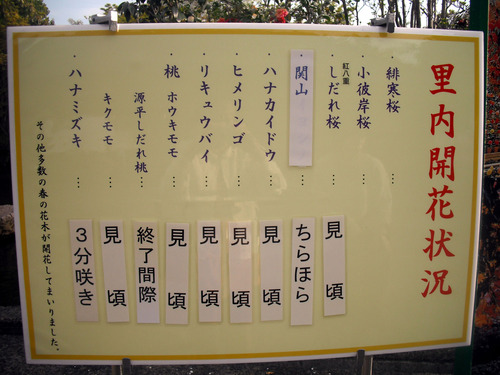 里内開花状況
・緋寒桜 …
・小彼岸桜 …
紅八重
・しだれ桜 … 見頃
・関山 … ちらほら
・ハナカイドウ … 見頃
・ヒメリンゴ … 見頃
・リキュウバイ … 見頃
・桃 ホウキモモ … 見頃
源平しだれ桃 … 終了間際
キクモモ … 見頃
・ハナミズキ … 3分咲き
その他多数の春の花木が開花してまいりました。